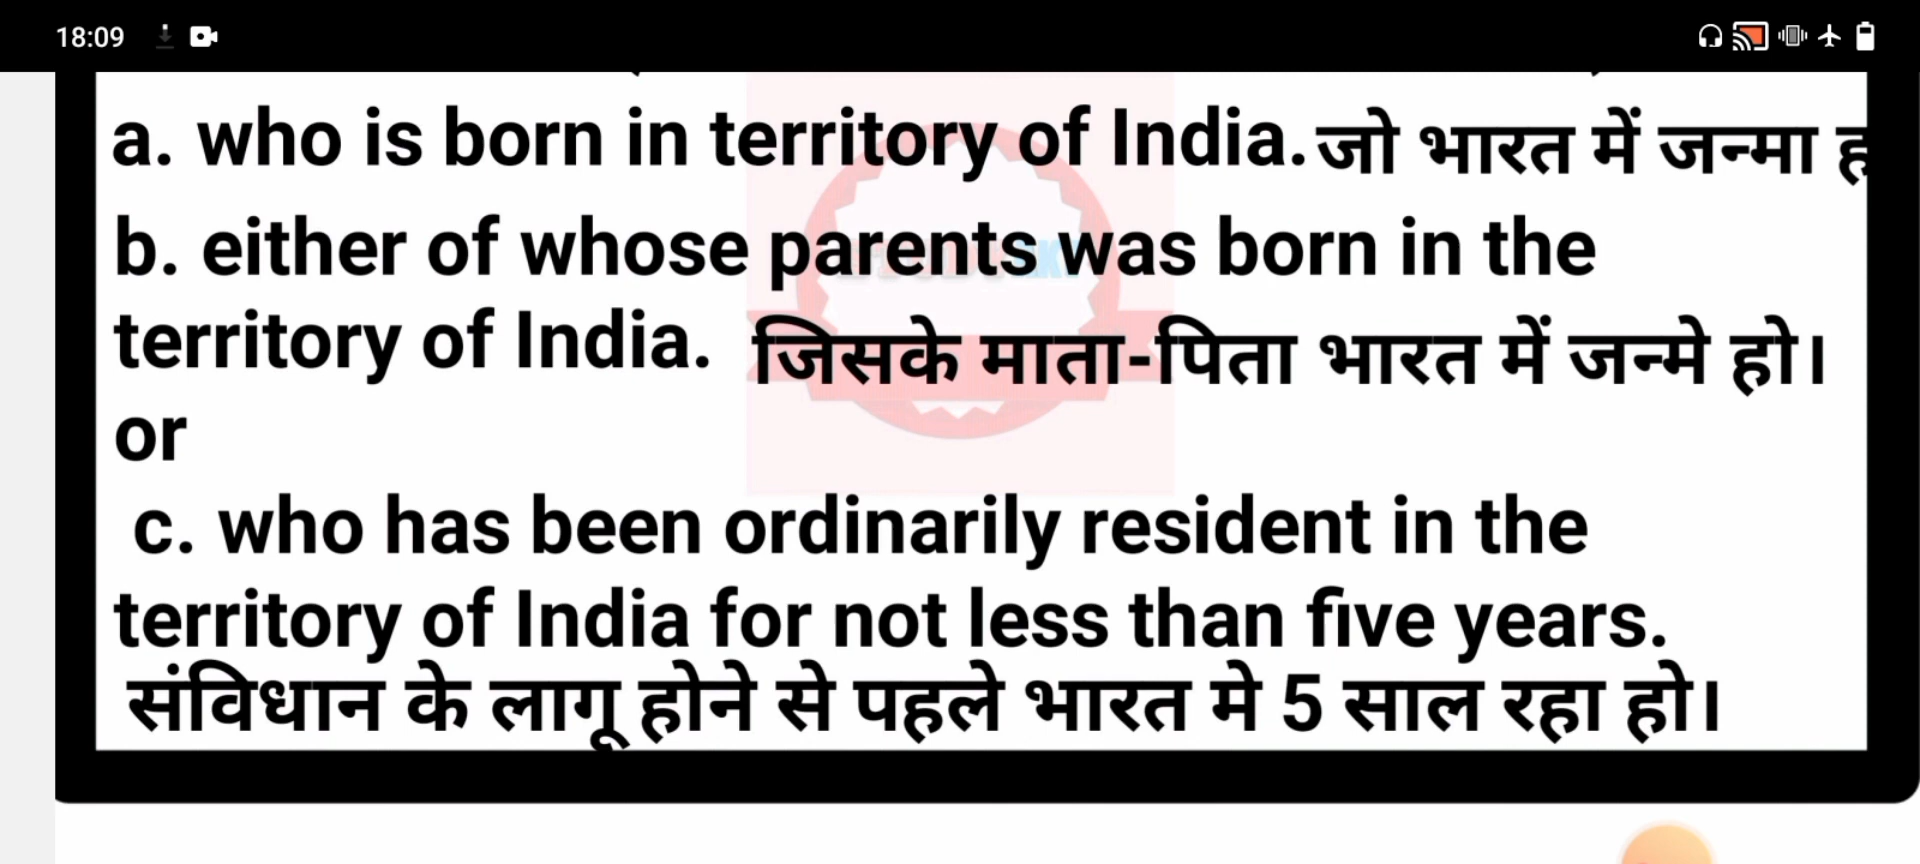 18:09
a. who is born in territory of India. जो भारत में जन्मा
b. either of whose parents was born in the
territory of India. जिसके माता-पिता भारत में जन्मे हो।
or
c. who has been ordinarily resident in the
territory of India for not less than five years.
संविधान के लागू होने से पहले भारत मे 5 साल रहा हो।